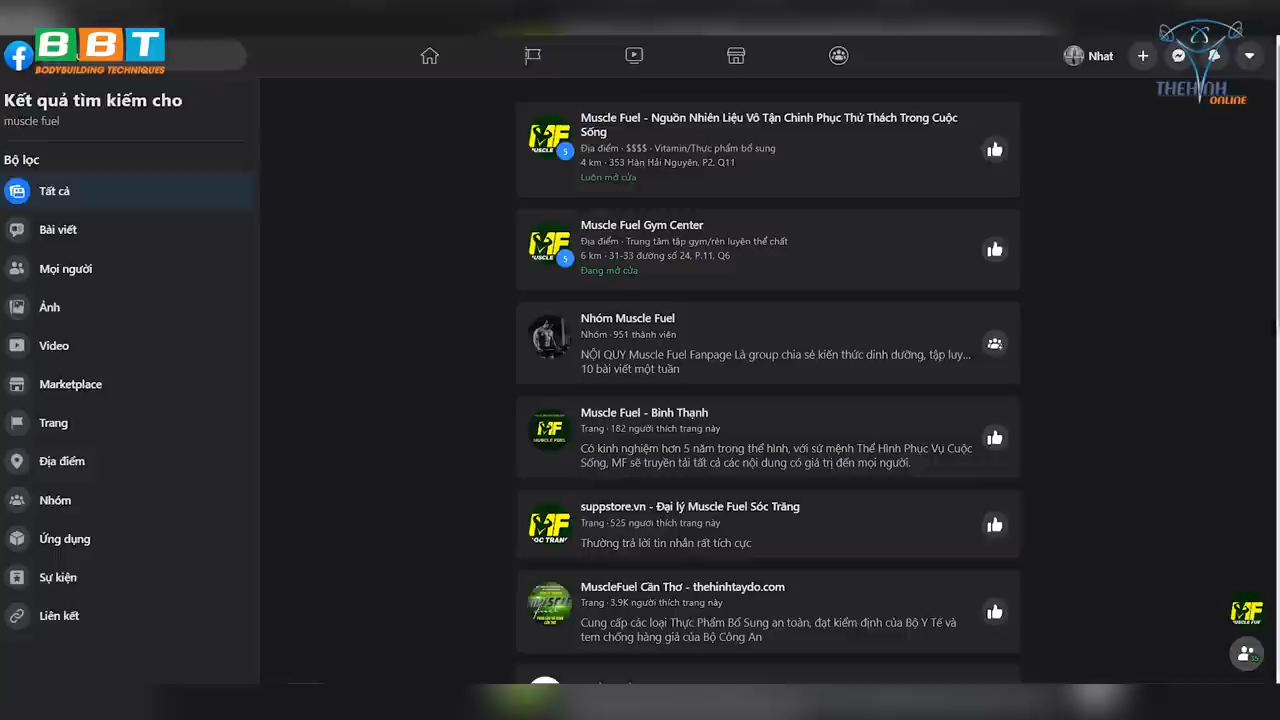 BBT
BODYBUILDING TECHNIQUES
Nhat
THEHINH
ONLINE
Kết quả tìm kiếm cho
muscle fuel
Bộ lọc
Tất cả
Bài viết
Mọi người
Ảnh
Video
Marketplace
Trang
Địa điểm
Nhóm
Ứng dụng
Sự kiện
Liên kết
MF
5
Muscle Fuel - Nguồn Nhiên Liệu Vô Tận Chinh Phục Thử Thách Trong Cuộc
Sống
Địa điểm · $$$$ · Vitamin/Thực phẩm bổ sung
4 km · 353 Hàn Hải Nguyên, P2, Q11
Luôn mở cửa
MF
5
Muscle Fuel Gym Center
Địa điểm · Trung tâm tập gym/rèn luyện thể chất
6 km · 31-33 đường số 24, P.11, Q6
Đang mở cửa
Nhóm Muscle Fuel
Nhóm · 951 thành viên
NỘI QUY Muscle Fuel Fanpage Là group chia sẻ kiến thức dinh dưỡng, tập luy...
10 bài viết một tuần
MF
MUSCLE FUEL
Muscle Fuel - Bình Thạnh
Trang · 182 người thích trang này
Có kinh nghiệm hơn 5 năm trong thể hình, với sứ mệnh Thể Hình Phục Vụ Cuộc
Sống, MF sẽ truyền tải tất cả các nội dung có giá trị đến mọi người.
MF
suppstore.vn - Đại lý Muscle Fuel Sóc Trăng
Trang · 525 người thích trang này
Thường trả lời tin nhắn rất tích cực
MuscleFuel Cần Thơ - thehinhtaydo.com
Trang · 3,9K người thích trang này
Cung cấp các loại Thực Phẩm Bổ Sung an toàn, đạt kiểm định của Bộ Y Tế và
tem chống hàng giả của Bộ Công An
MF